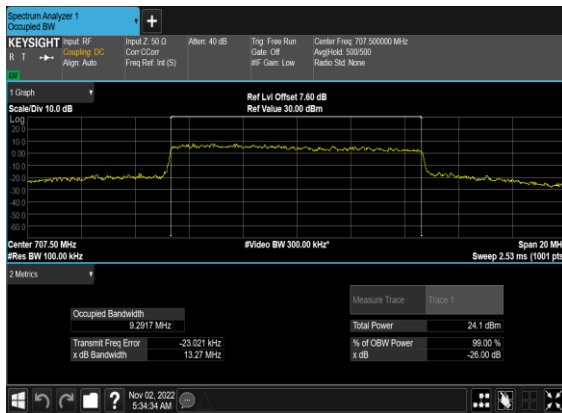 Spectrum Analyzer 1
Occupied BW
+
KEYSIGHT Input: RF Input Z: 50 Ω Atten: 40 dB Trig: Free Run Center Freq: 707.500000 MHz
R T Coupling: DC Corr CCorr Gate: Off Avg|Hold: 500/500
Align: Auto Freq Ref: Int (S) #IF Gain: Low Radio Std: None
1 Graph
Ref Lvl Offset 7.60 dB
Scale/Div 10.0 dB Ref Value 30.00 dBm
Log
20.0
10.0
0.00
-10.0
-20.0
-30.0
-40.0
-50.0
-60.0
Center 707.50 MHz #Video BW 300.00 kHz* Span 20 MH
#Res BW 100.00 kHz Sweep 2.53 ms (1001 pts
2 Metrics
Measure Trace Trace 1
Occupied Bandwidth
9.2917 MHz Total Power 24.1 dBm
Transmit Freq Error -23.021 kHz % of OBW Power 99.00 %
x dB Bandwidth 13.27 MHz x dB -26.00 dB
? Nov 02, 2022
5:34:34 AM